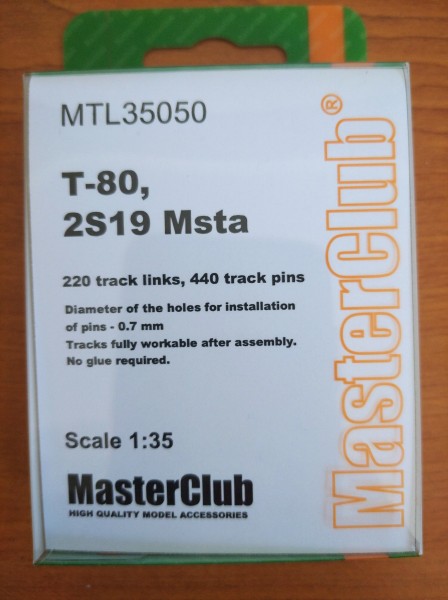 MTL35050
T-80,
2S19 Msta
220 track links, 440 track pins
Diameter of the holes for installation
of pins - 0.7 mm
Tracks fully workable after assembly.
No glue required.
Scale 1:35
MasterClub
HIGH QUALITY MODEL ACCESSORIES
MasterClub®